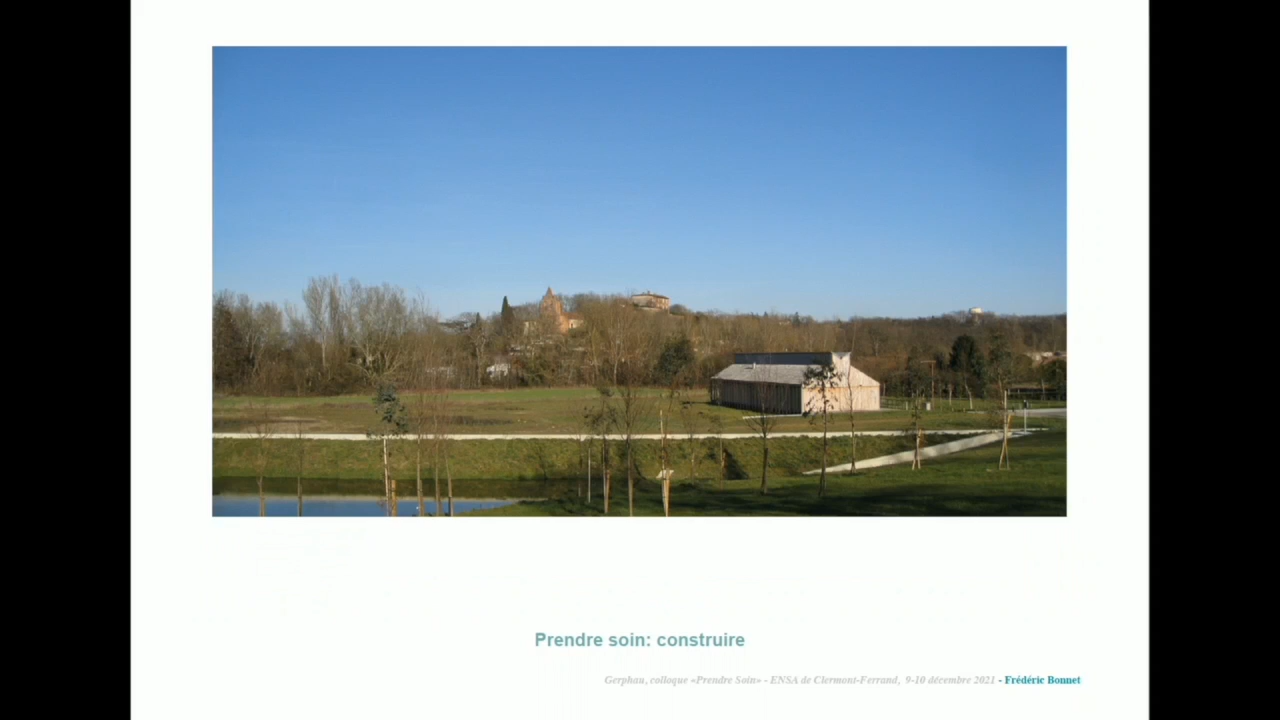 Prendre soin: construire
Gerphau, colloque «Prendre Soin» - ENSA de Clermont-Ferrand, 9-10 décembre 2021 - Frédéric Bonnet